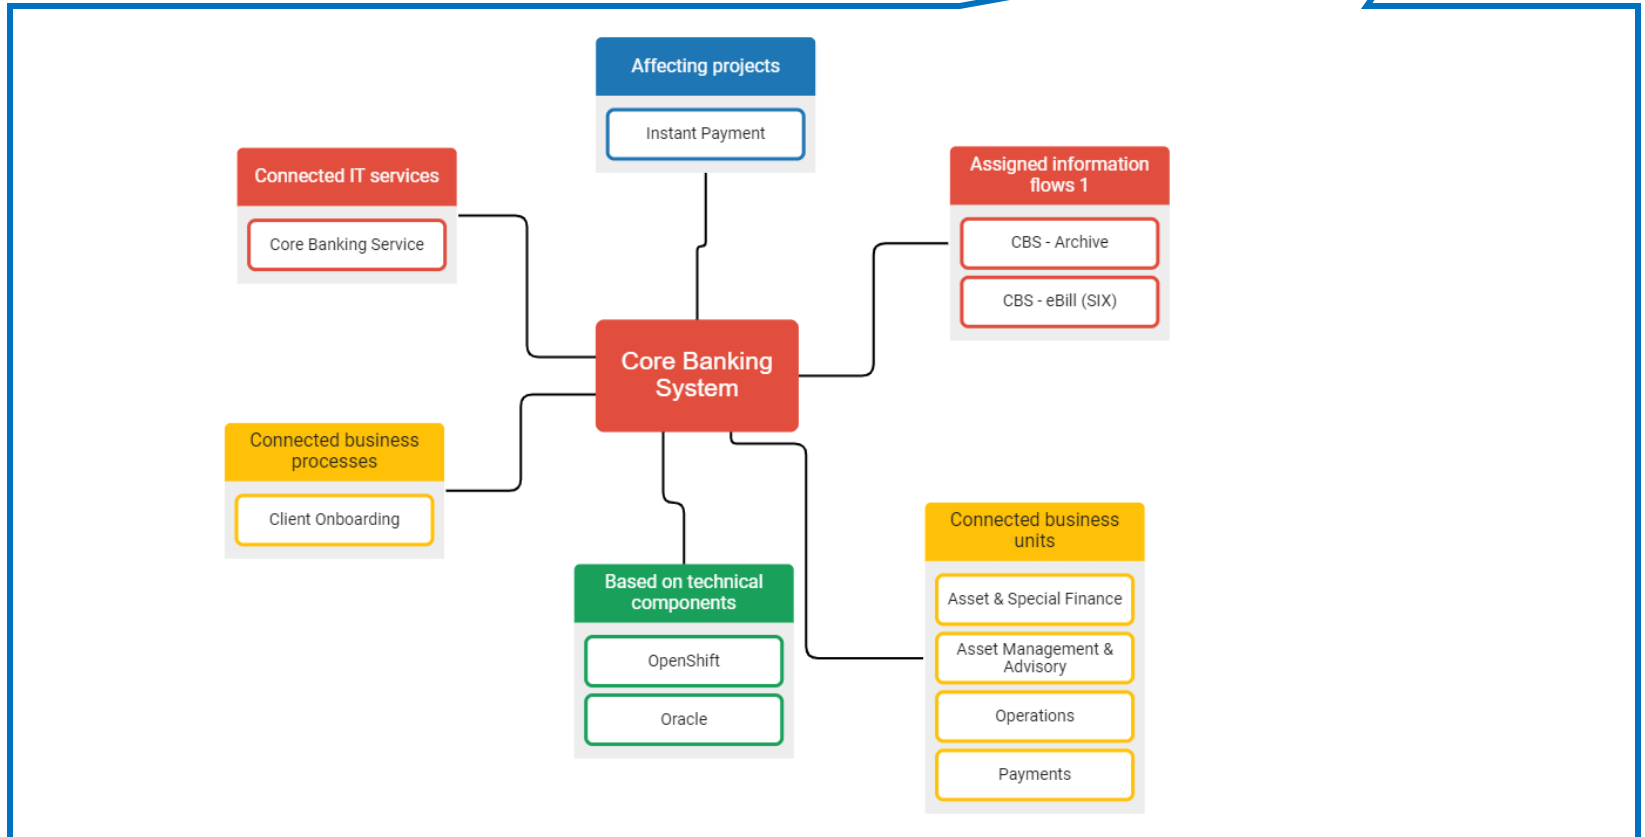 Affecting projects
Instant Payment
Connected IT services
Core Banking Service
Assigned information
flows 1
CBS - Archive
CBS - eBill (SIX)
Core Banking
System
Connected business
processes
Client Onboarding
Based on technical
components
OpenShift
Oracle
Connected business
units
Asset & Special Finance
Asset Management &
Advisory
Operations
Payments